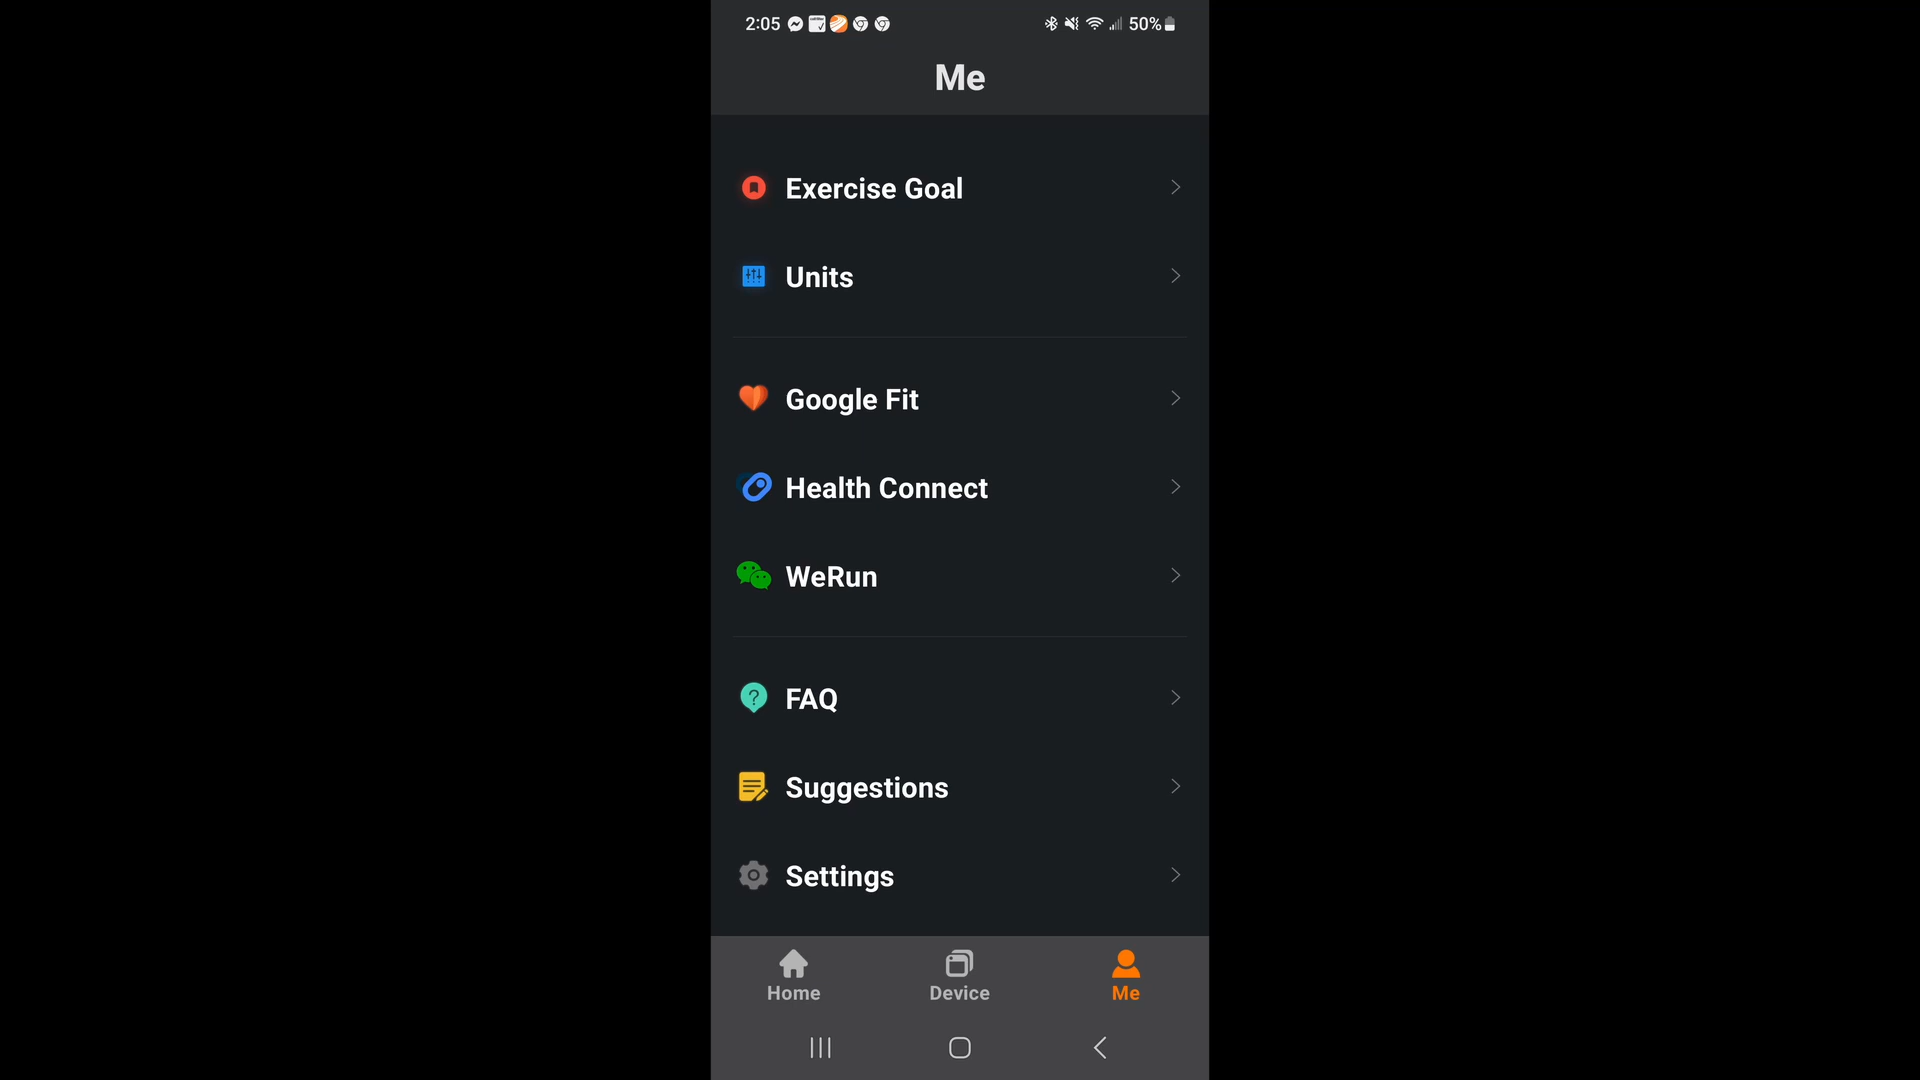 2:05
50%
Me
Exercise Goal
Units
Google Fit
Health Connect
WeRun
FAQ
Suggestions
Settings
Home
Device
Me